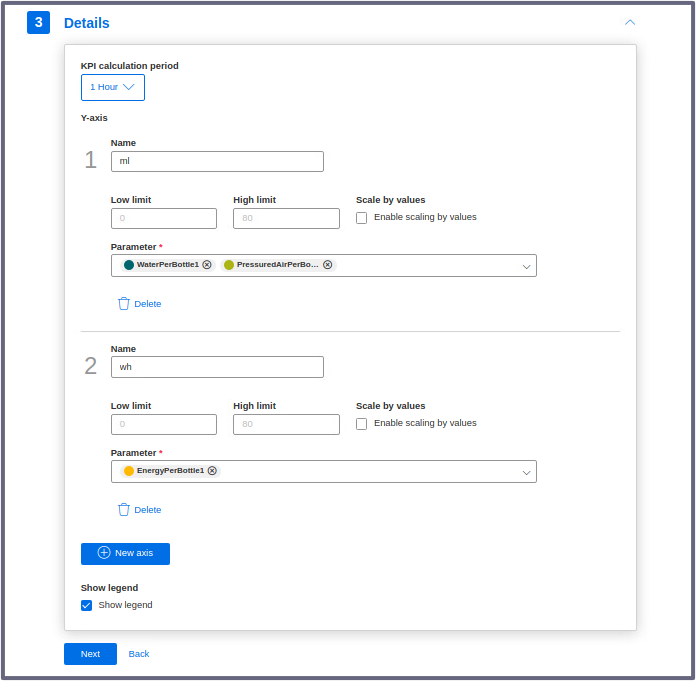 3 Details
KPI calculation period
1 Hour
Y-axis
1
Name
ml
Low limit High limit Scale by values
0 80 Enable scaling by values
Parameter *
WaterPerBottle1 PressuredAirPerBo...
Delete
2
Name
wh
Low limit High limit Scale by values
0 80 Enable scaling by values
Parameter *
EnergyPerBottle1
Delete
New axis
Show legend
Show legend
Next Back